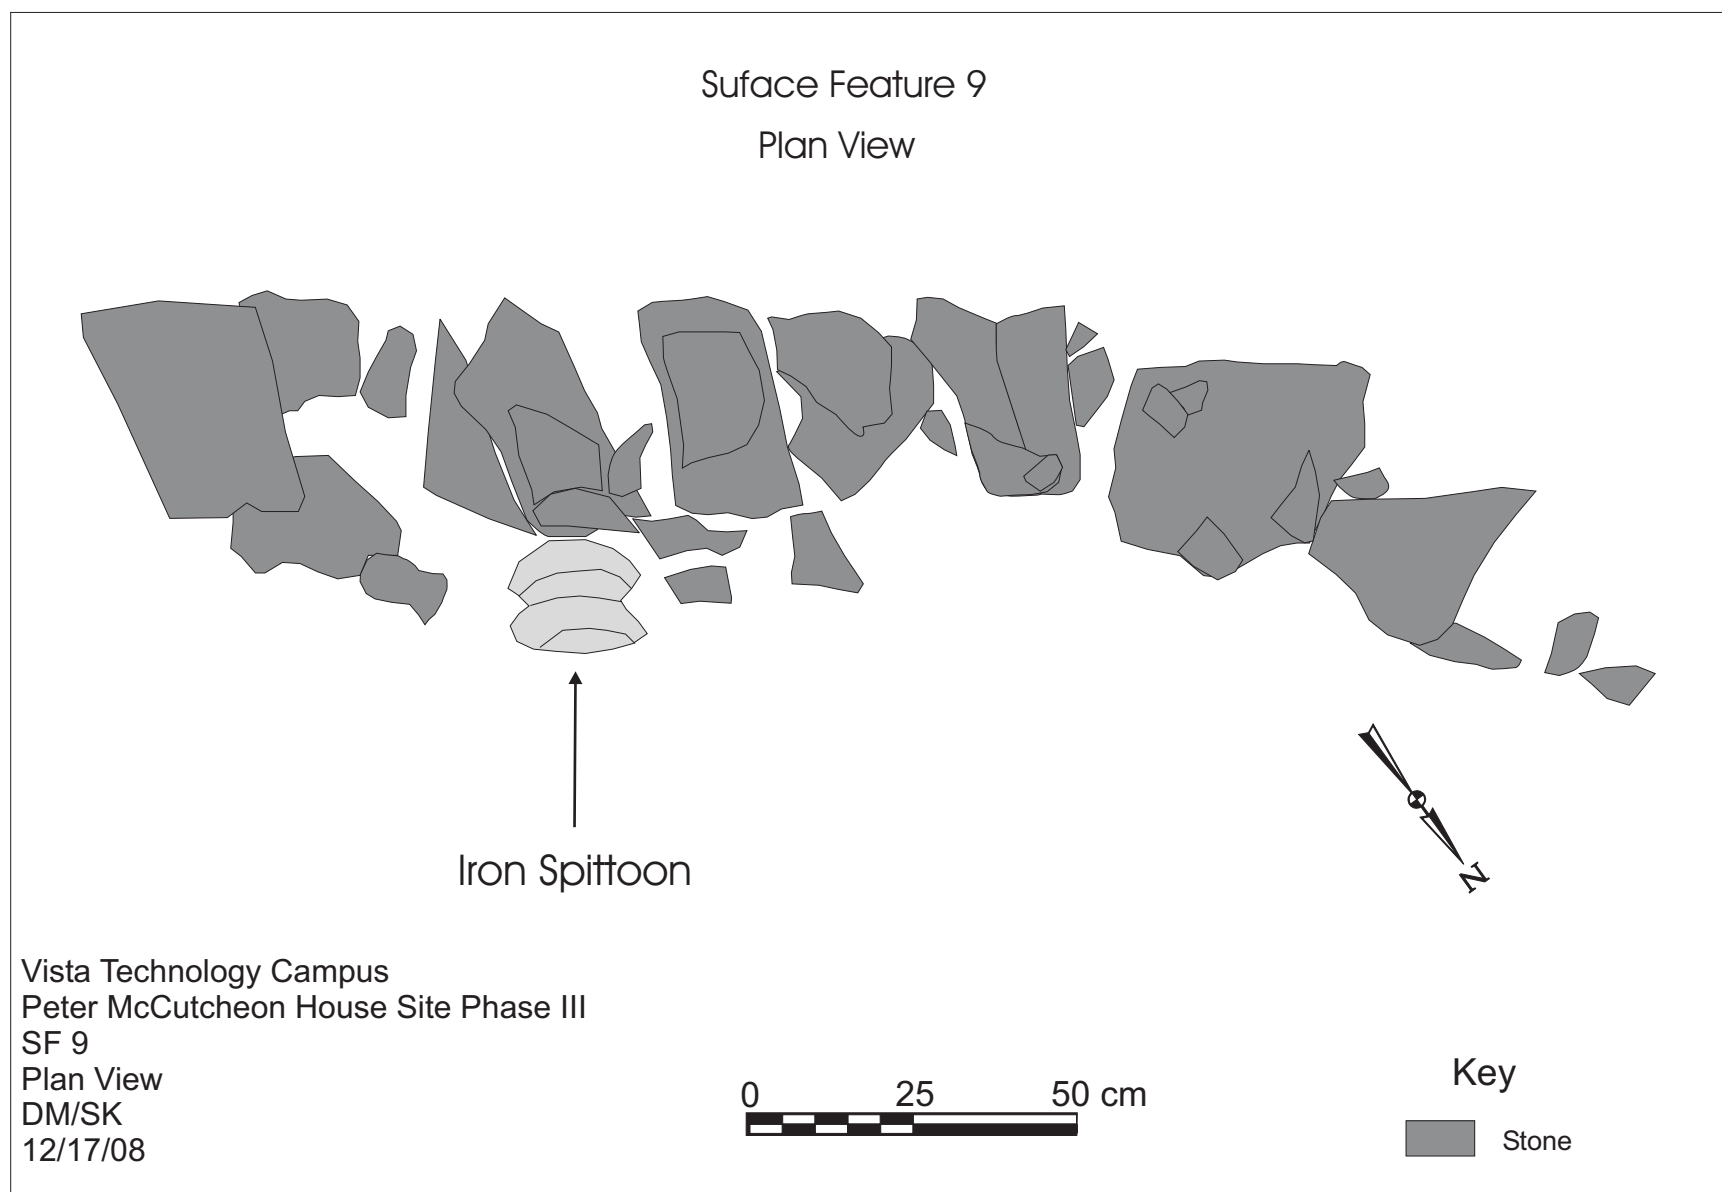 Suface Feature 9
Plan View
Iron Spittoon
N
Vista Technology Campus
Peter McCutcheon House Site Phase III
SF 9
Plan View
DM/SK
12/17/08
0 25 50 cm
Key
Stone